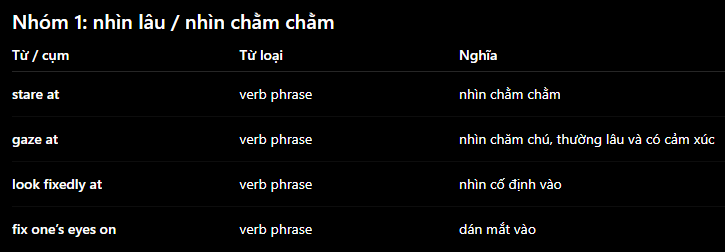 Nhóm 1: nhìn lâu / nhìn chằm chằm
Từ / cụm Từ loại Nghĩa
stare at verb phrase nhìn chằm chằm
gaze at verb phrase nhìn chăm chú, thường lâu và có cảm xúc
look fixedly at verb phrase nhìn cố định vào
fix one’s eyes on verb phrase dán mắt vào